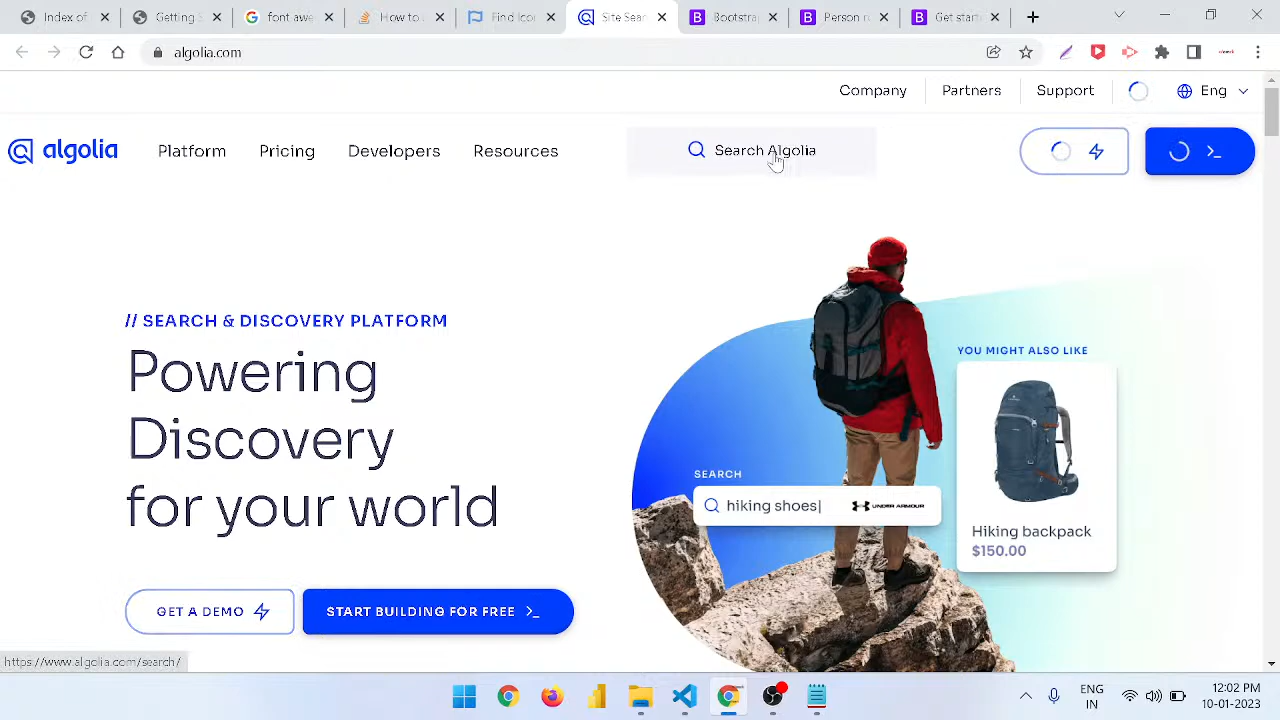 Index of
Setting
font awe
How to
Find Icon
Site Sear
Bootstra
Person
Get start
algolia.com
Company
Partners
Support
Eng
algolia
Platform
Pricing
Developers
Resources
Search Algolia
// SEARCH & DISCOVERY PLATFORM
Powering
Discovery
for your world
GET A DEMO
START BUILDING FOR FREE
YOU MIGHT ALSO LIKE
SEARCH
hiking shoes|
UNDER ARMOUR
Hiking backpack
$150.00
https://www.algolia.com/search/
ENG
IN
12:02 PM
10-01-2023